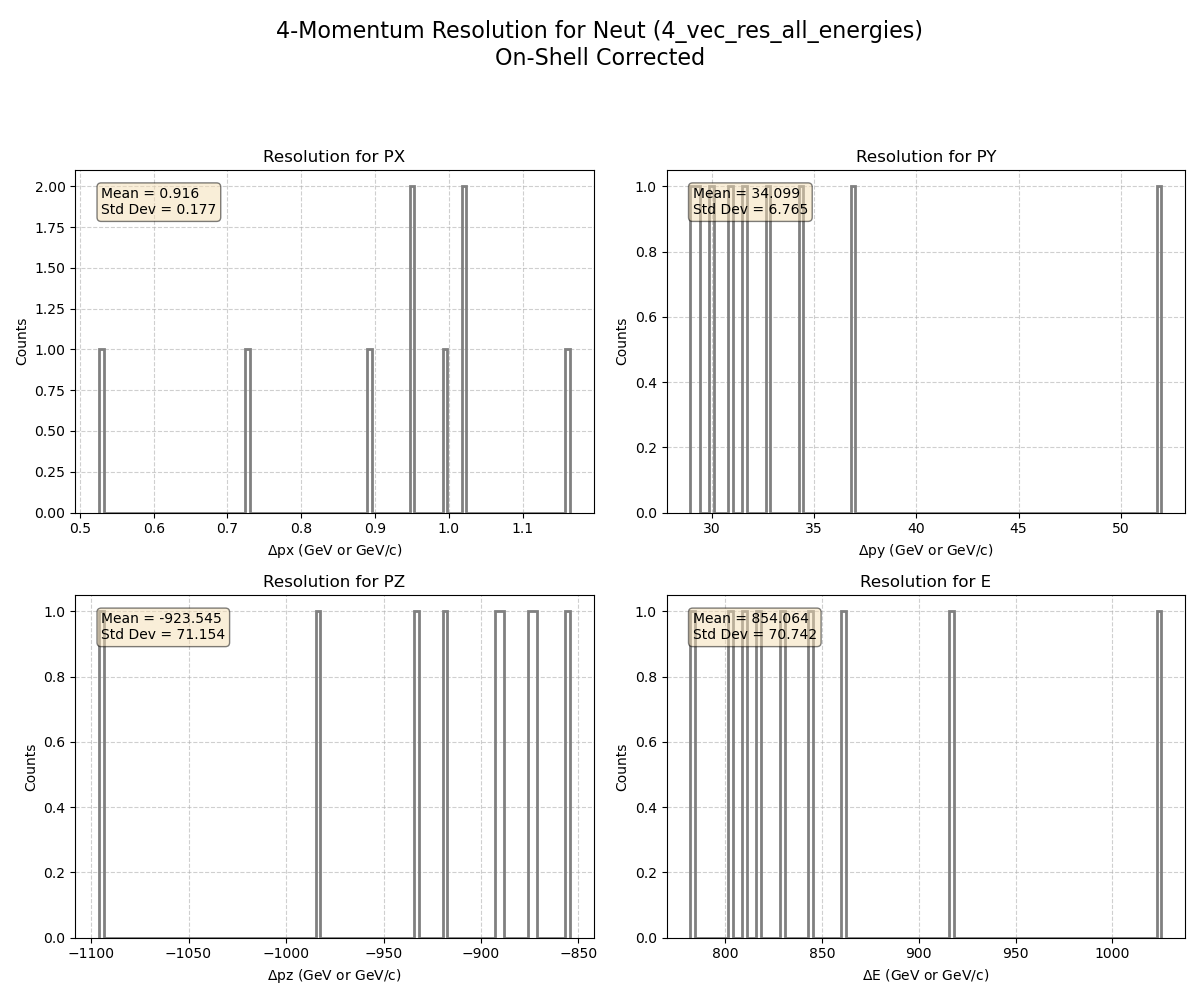 4-Momentum Resolution for Neut (4_vec_res_all_energies)
On-Shell Corrected
Resolution for PX
Mean = 0.916
Std Dev = 0.177
Counts
2.00
1.75
1.50
1.25
1.00
0.75
0.50
0.25
0.00
0.5 0.6 0.7 0.8 0.9 1.0 1.1
Δpx (GeV or GeV/c)
Resolution for PY
Mean = 34.099
Std Dev = 6.765
Counts
1.0
0.8
0.6
0.4
0.2
0.0
30 35 40 45 50
Δpy (GeV or GeV/c)
Resolution for PZ
Mean = -923.545
Std Dev = 71.154
Counts
1.0
0.8
0.6
0.4
0.2
0.0
−1100 −1050 −1000 −950 −900 −850
Δpz (GeV or GeV/c)
Resolution for E
Mean = 854.064
Std Dev = 70.742
Counts
1.0
0.8
0.6
0.4
0.2
0.0
800 850 900 950 1000
ΔE (GeV or GeV/c)